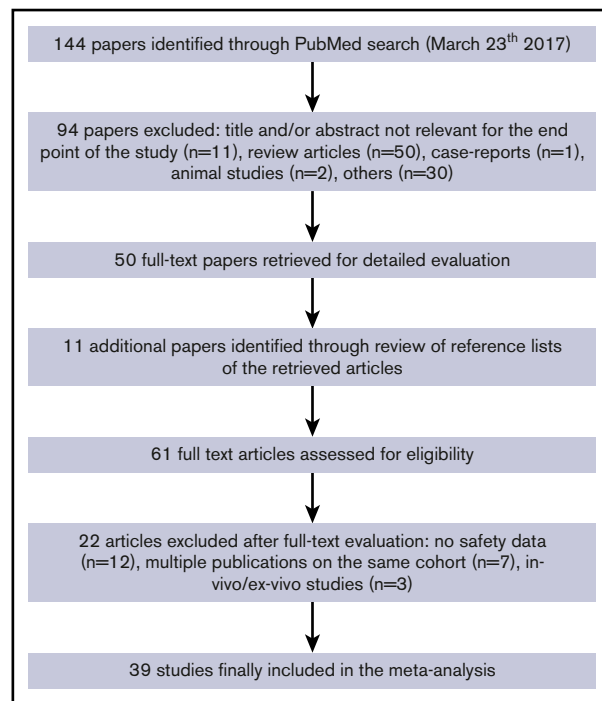 144 papers identified through PubMed search (March 23th 2017)
94 papers excluded: title and/or abstract not relevant for the end
point of the study (n=11), review articles (n=50), case-reports (n=1),
animal studies (n=2), others (n=30)
50 full-text papers retrieved for detailed evaluation
11 additional papers identified through review of reference lists
of the retrieved articles
61 full text articles assessed for eligibility
22 articles excluded after full-text evaluation: no safety data
(n=12), multiple publications on the same cohort (n=7), in-
vivo/ex-vivo studies (n=3)
39 studies finally included in the meta-analysis